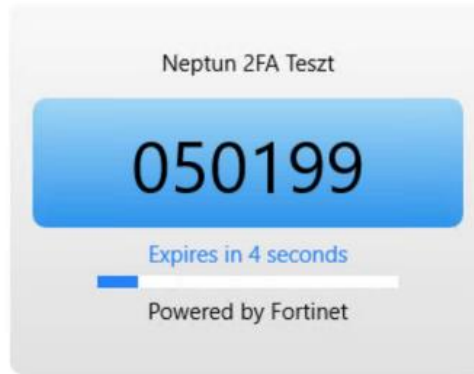 Neptun 2FA Teszt
050199
Expires in 4 seconds
Powered by Fortinet